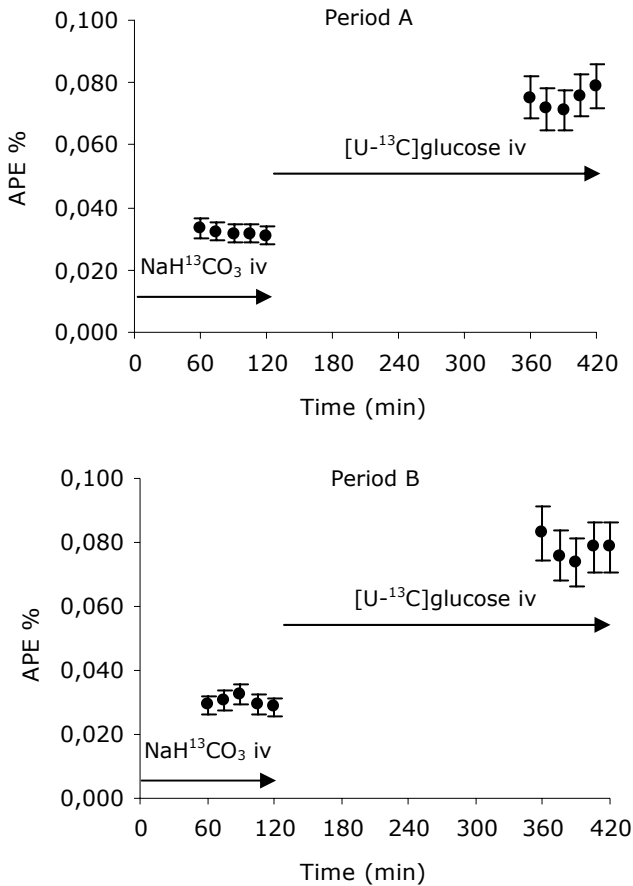 Period A
0,100
0,080
0,060
0,040
0,020
0,000
APE %
[U-¹³C]glucose iv
NaH¹³CO₃ iv
0 60 120 180 240 300 360 420
Time (min)
Period B
0,100
0,080
0,060
0,040
0,020
0,000
APE %
[U-¹³C]glucose iv
NaH¹³CO₃ iv
0 60 120 180 240 300 360 420
Time (min)